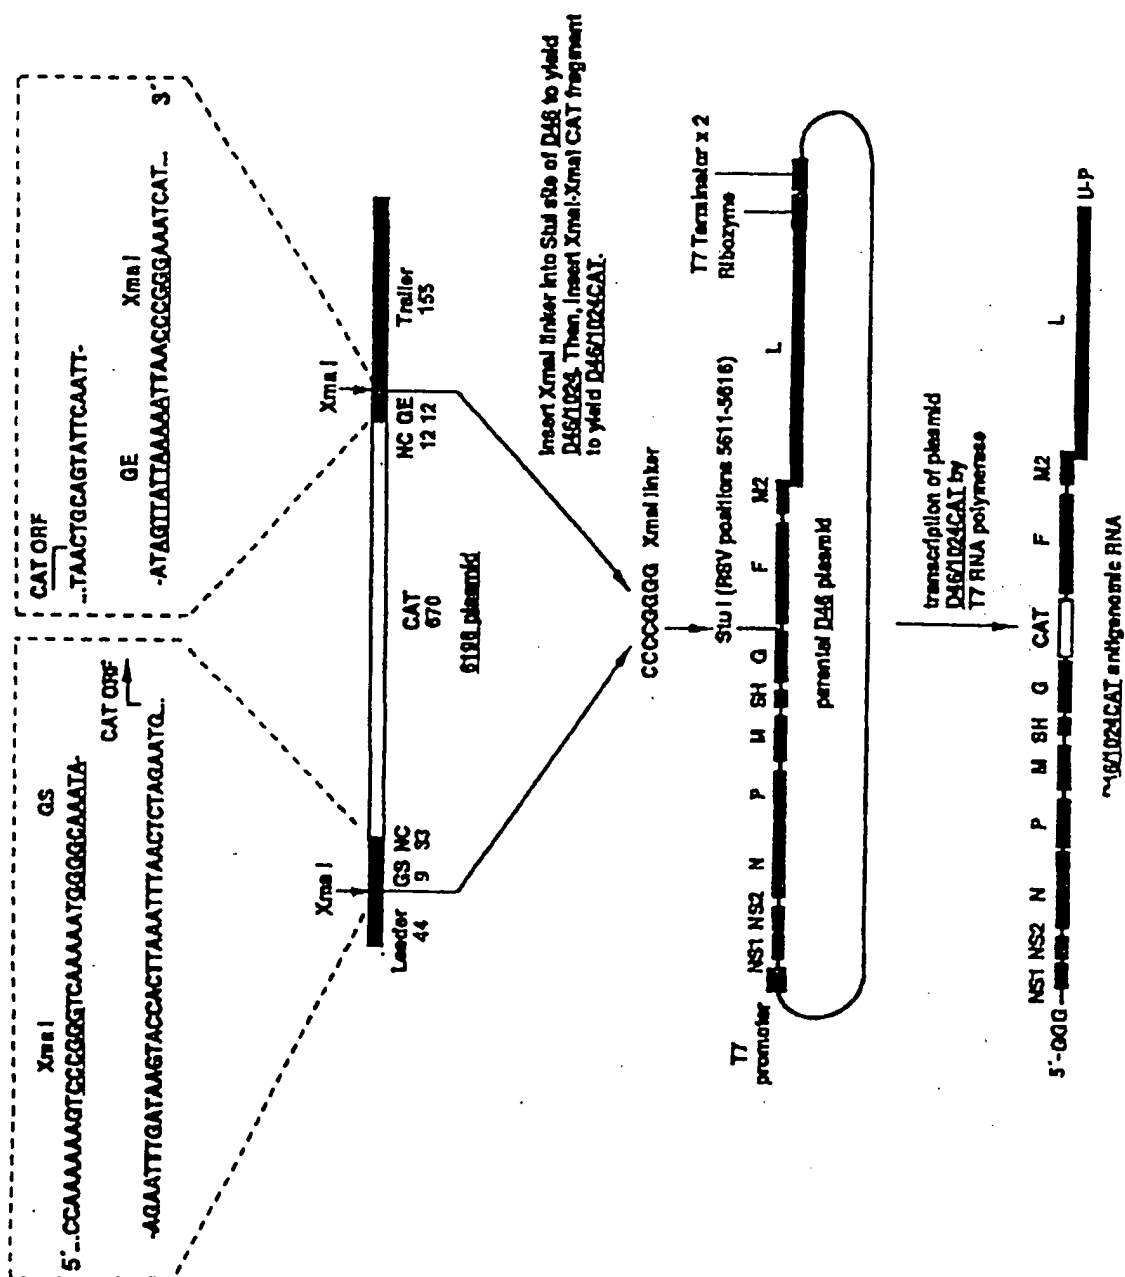 Xma I GS
5'...CCAAAAAAGTCCCGGGTCAAAAATGGGGCAAATA-
CAT ORF
-AGAATTTGATAAGTACCACTTAAATTTAACTCTAGAATG...
CAT ORF
...TAACTGCAGTATTCAATT-
GE Xma I
-ATAGTTATTAAAAATTAACCCGGGAAATCAT... 3'
Xma I
Xma I
Leader
44
GS NC
9 33
CAT
670
NC GE
12 12
Trailer
155
6196 plasmid
Insert XmaI linker into StuI site of D46 to yield
D46/1024. Then, insert XmaI-XmaI CAT fragment
to yield D46/1024CAT.
CCCCGGGG XmaI linker
StuI (RSV positions 5611-5616)
T7 Terminator x 2
Ribozyme
T7
promoter
NS1 NS2 N P M SH G F M2 L
parental D46 plasmid
transcription of plasmid
D46/1024CAT by
T7 RNA polymerase
NS1 NS2 N P M SH G CAT F M2 L
5'-GGG U-P
D46/1024CAT antigenomic RNA